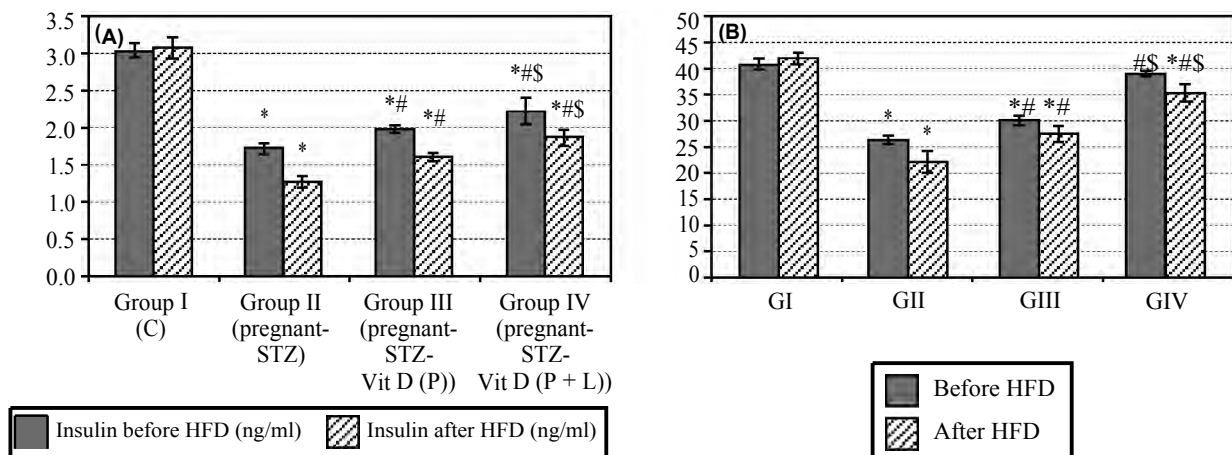 (A)
3.5
3.0
2.5
2.0
1.5
1.0
0.5
0.0
*
*
*#
*#
*#$
*#$
Group I
(C)
Group II
(pregnant-
STZ)
Group III
(pregnant-
STZ-
Vit D (P))
Group IV
(pregnant-
STZ-
Vit D (P + L))
Insulin before HFD (ng/ml)
Insulin after HFD (ng/ml)
(B)
50
45
40
35
30
25
20
15
10
5
0
*
*
*#
*#
#$
*#$
GI
GII
GIII
GIV
Before HFD
After HFD